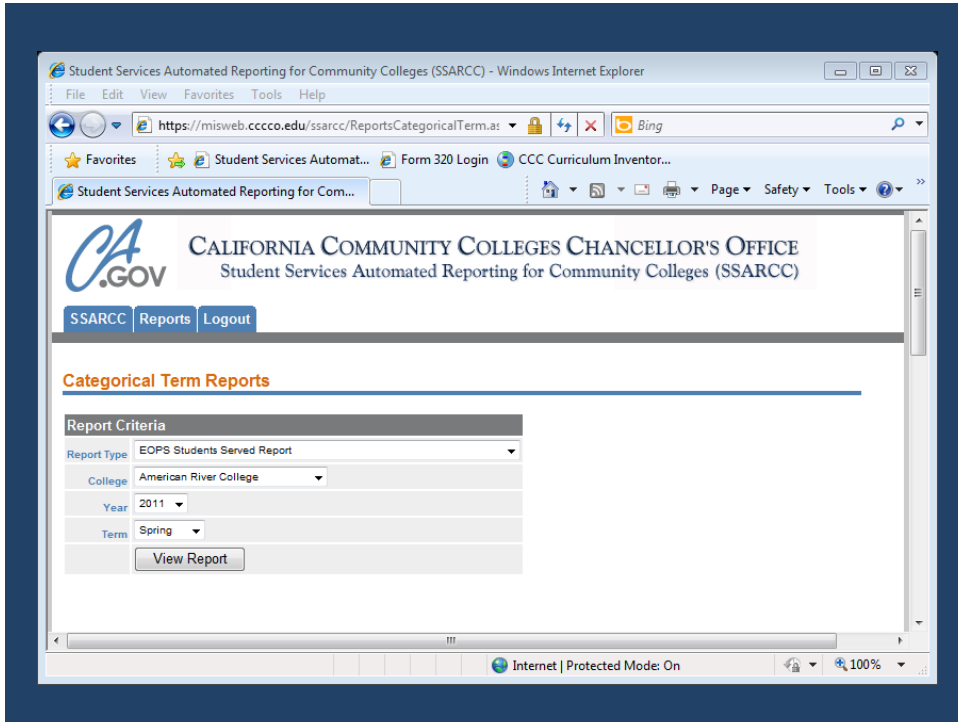 Student Services Automated Reporting for Community Colleges (SSARCC) - Windows Internet Explorer
File Edit View Favorites Tools Help
https://misweb.cccco.edu/ssarcc/ReportsCategoricalTerm.as Bing
Favorites Student Services Automat... Form 320 Login CCC Curriculum Inventor...
Student Services Automated Reporting for Com... Page Safety Tools
CA.GOV
CALIFORNIA COMMUNITY COLLEGES CHANCELLOR'S OFFICE
Student Services Automated Reporting for Community Colleges (SSARCC)
SSARCC Reports Logout
Categorical Term Reports
Report Criteria
Report Type EOPS Students Served Report
College American River College
Year 2011
Term Spring
View Report
Internet | Protected Mode: On 100%